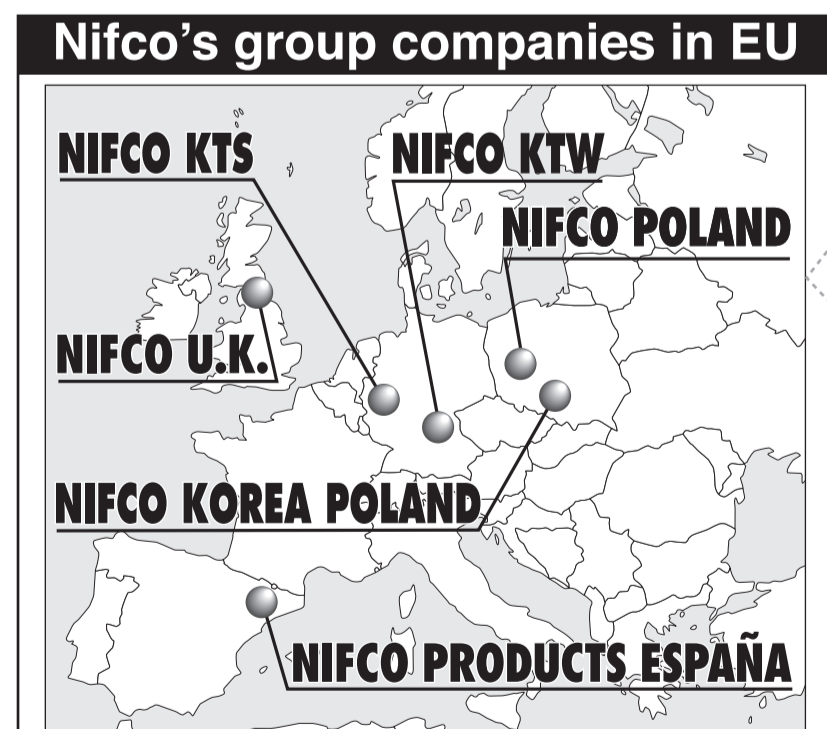 Nifco's group companies in EU
NIFCO KTS
NIFCO KTW
NIFCO POLAND
NIFCO U.K.
NIFCO KOREA POLAND
NIFCO PRODUCTS ESPAÑA